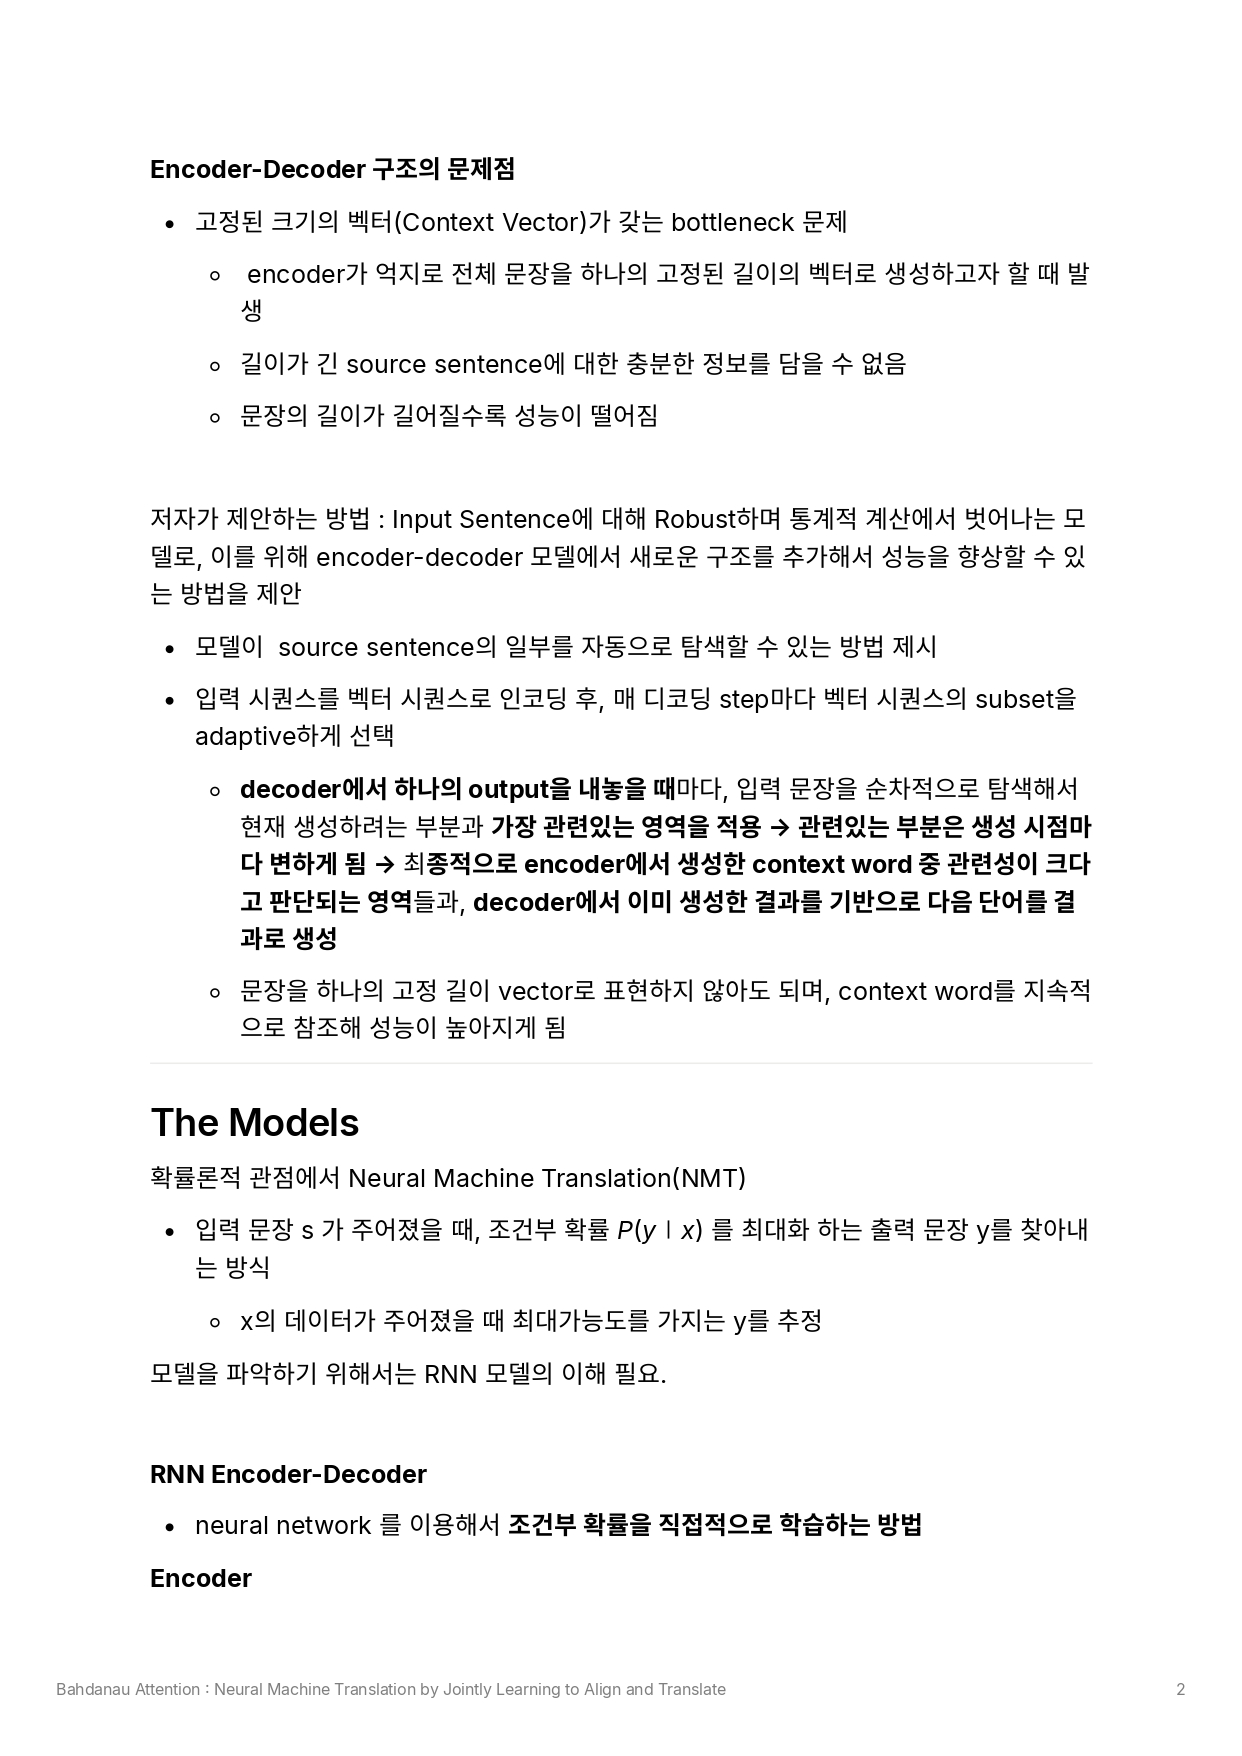 Encoder-Decoder 구조의 문제점
• 고정된 크기의 벡터(Context Vector)가 갖는 bottleneck 문제
◦ encoder가 억지로 전체 문장을 하나의 고정된 길이의 벡터로 생성하고자 할 때 발
생
◦ 길이가 긴 source sentence에 대한 충분한 정보를 담을 수 없음
◦ 문장의 길이가 길어질수록 성능이 떨어짐
저자가 제안하는 방법 : Input Sentence에 대해 Robust하며 통계적 계산에서 벗어나는 모
델로, 이를 위해 encoder-decoder 모델에서 새로운 구조를 추가해서 성능을 향상할 수 있
는 방법을 제안
• 모델이 source sentence의 일부를 자동으로 탐색할 수 있는 방법 제시
• 입력 시퀀스를 벡터 시퀀스로 인코딩 후, 매 디코딩 step마다 벡터 시퀀스의 subset을
adaptive하게 선택
◦ decoder에서 하나의 output을 내놓을 때마다, 입력 문장을 순차적으로 탐색해서
현재 생성하려는 부분과 가장 관련있는 영역을 적용 → 관련있는 부분은 생성 시점마
다 변하게 됨 → 최종적으로 encoder에서 생성한 context word 중 관련성이 크다
고 판단되는 영역들과, decoder에서 이미 생성한 결과를 기반으로 다음 단어를 결
과로 생성
◦ 문장을 하나의 고정 길이 vector로 표현하지 않아도 되며, context word를 지속적
으로 참조해 성능이 높아지게 됨
The Models
확률론적 관점에서 Neural Machine Translation(NMT)
• 입력 문장 s 가 주어졌을 때, 조건부 확률 P(y∣x) 를 최대화 하는 출력 문장 y를 찾아내
는 방식
◦ x의 데이터가 주어졌을 때 최대가능도를 가지는 y를 추정
모델을 파악하기 위해서는 RNN 모델의 이해 필요.
RNN Encoder-Decoder
• neural network 를 이용해서 조건부 확률을 직접적으로 학습하는 방법
Encoder
Bahdanau Attention : Neural Machine Translation by Jointly Learning to Align and Translate 2